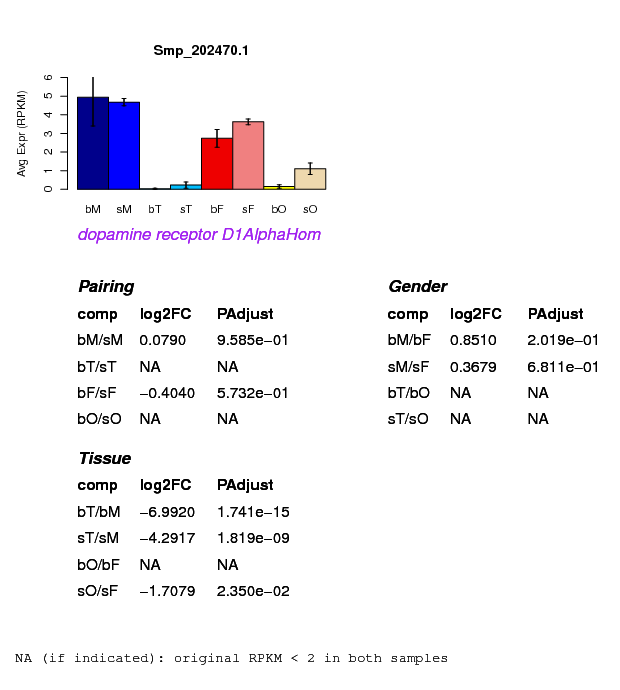 Smp_202470.1
Avg Expr (RPKM)
0 1 2 3 4 5 6
bM sM bT sT bF sF bO sO
dopamine receptor D1AlphaHom
Pairing
comp log2FC PAdjust
bM/sM 0.0790 9.585e−01
bT/sT NA NA
bF/sF −0.4040 5.732e−01
bO/sO NA NA
Gender
comp log2FC PAdjust
bM/bF 0.8510 2.019e−01
sM/sF 0.3679 6.811e−01
bT/bO NA NA
sT/sO NA NA
Tissue
comp log2FC PAdjust
bT/bM −6.9920 1.741e−15
sT/sM −4.2917 1.819e−09
bO/bF NA NA
sO/sF −1.7079 2.350e−02
NA (if indicated): original RPKM < 2 in both samples